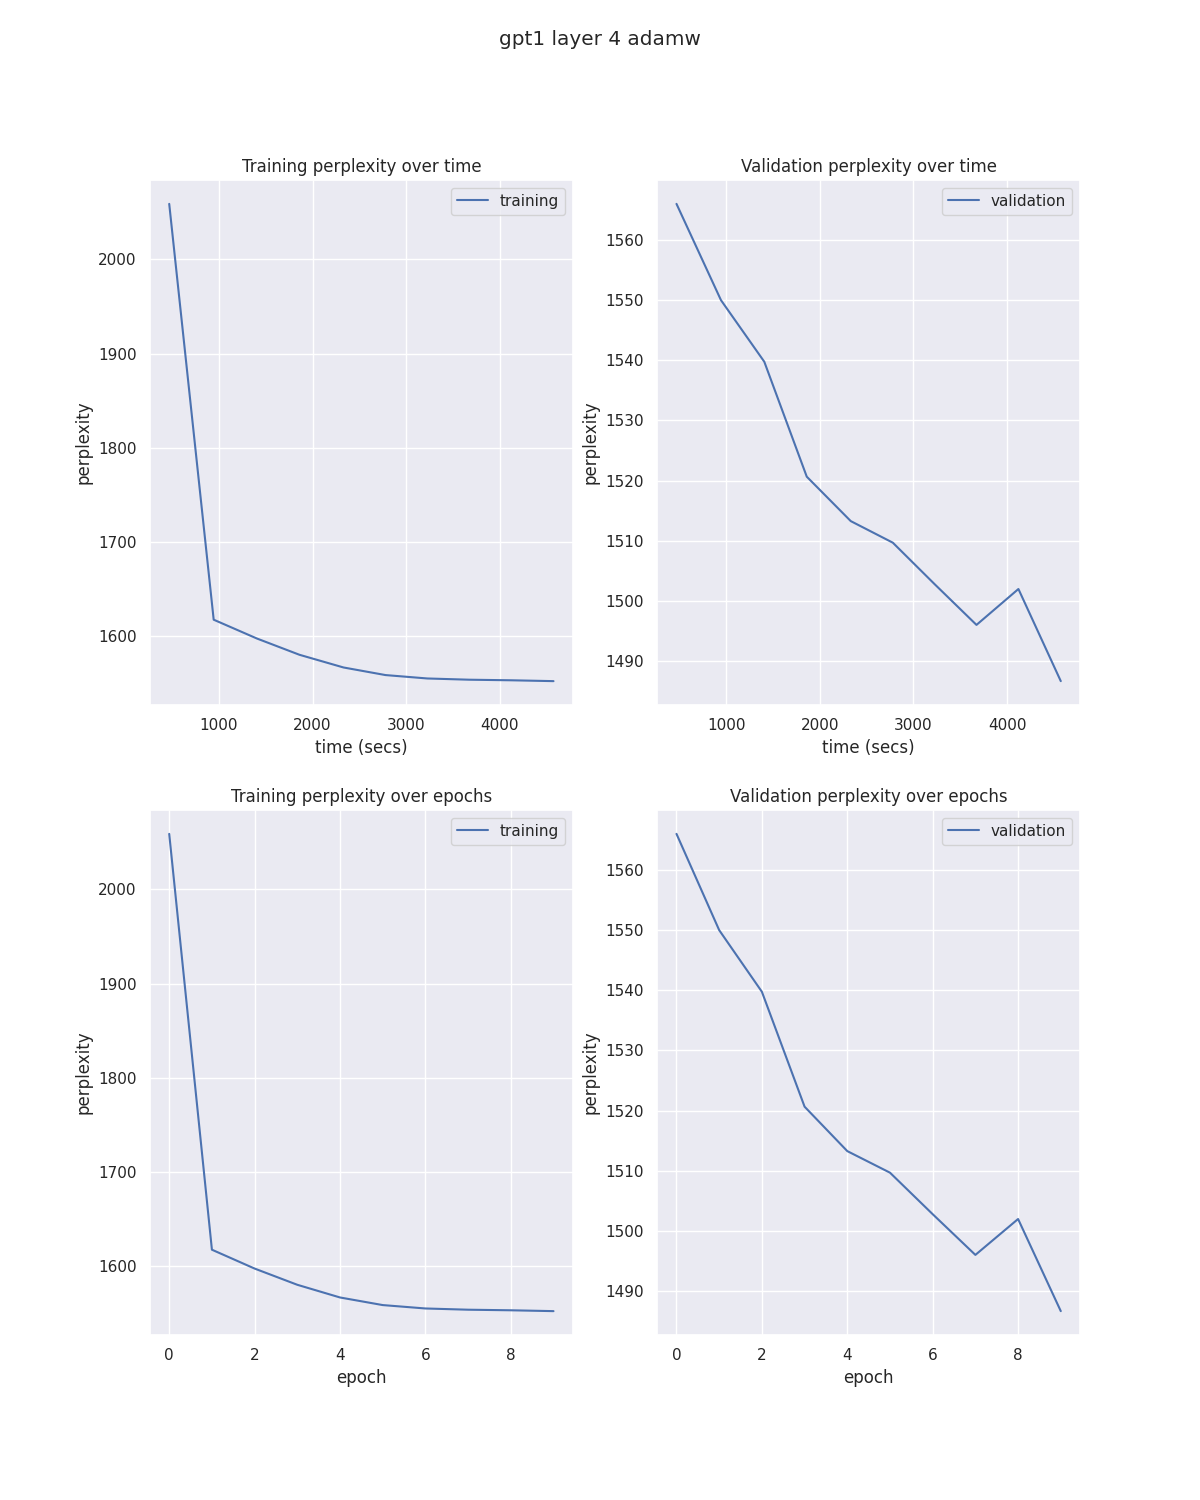 gpt1 layer 4 adamw
Training perplexity over time
training
2000
1900
1800
1700
1600
perplexity
1000 2000 3000 4000
time (secs)
Validation perplexity over time
validation
1560
1550
1540
1530
1520
1510
1500
1490
perplexity
1000 2000 3000 4000
time (secs)
Training perplexity over epochs
training
2000
1900
1800
1700
1600
perplexity
0 2 4 6 8
epoch
Validation perplexity over epochs
validation
1560
1550
1540
1530
1520
1510
1500
1490
perplexity
0 2 4 6 8
epoch